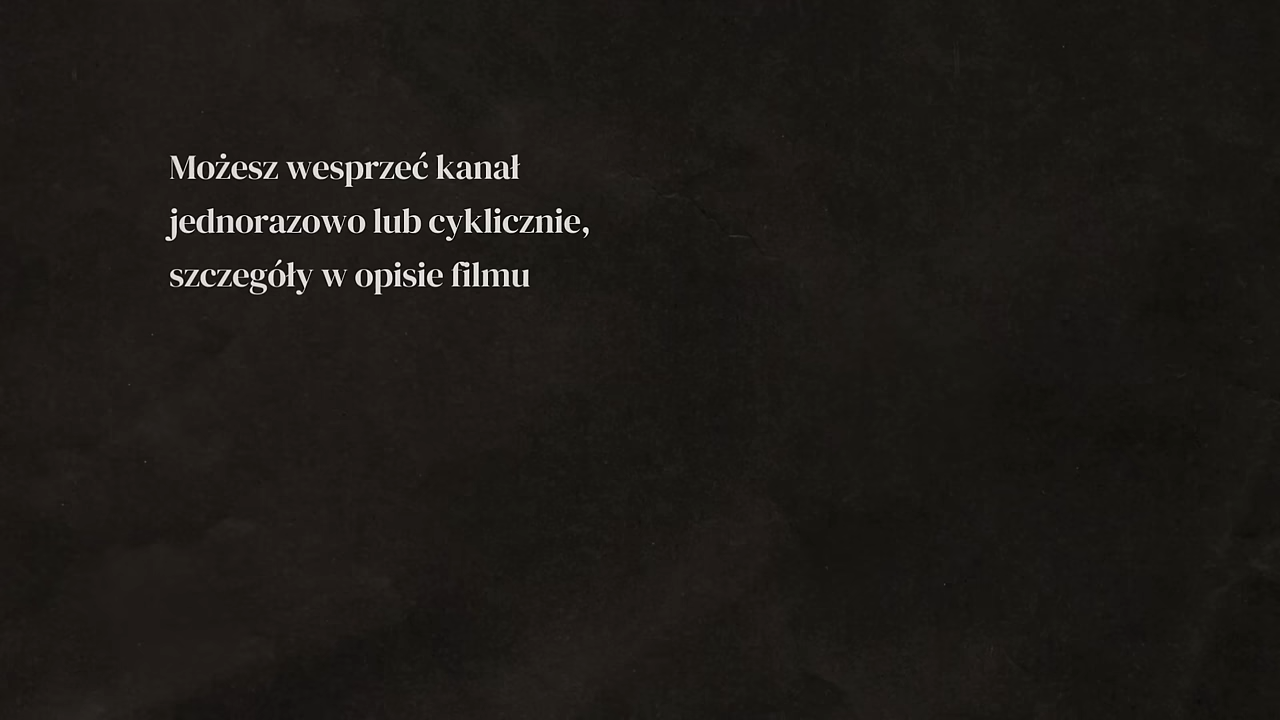 Możesz wesprzeć kanał
jednorazowo lub cyklicznie,
szczegóły w opisie filmu